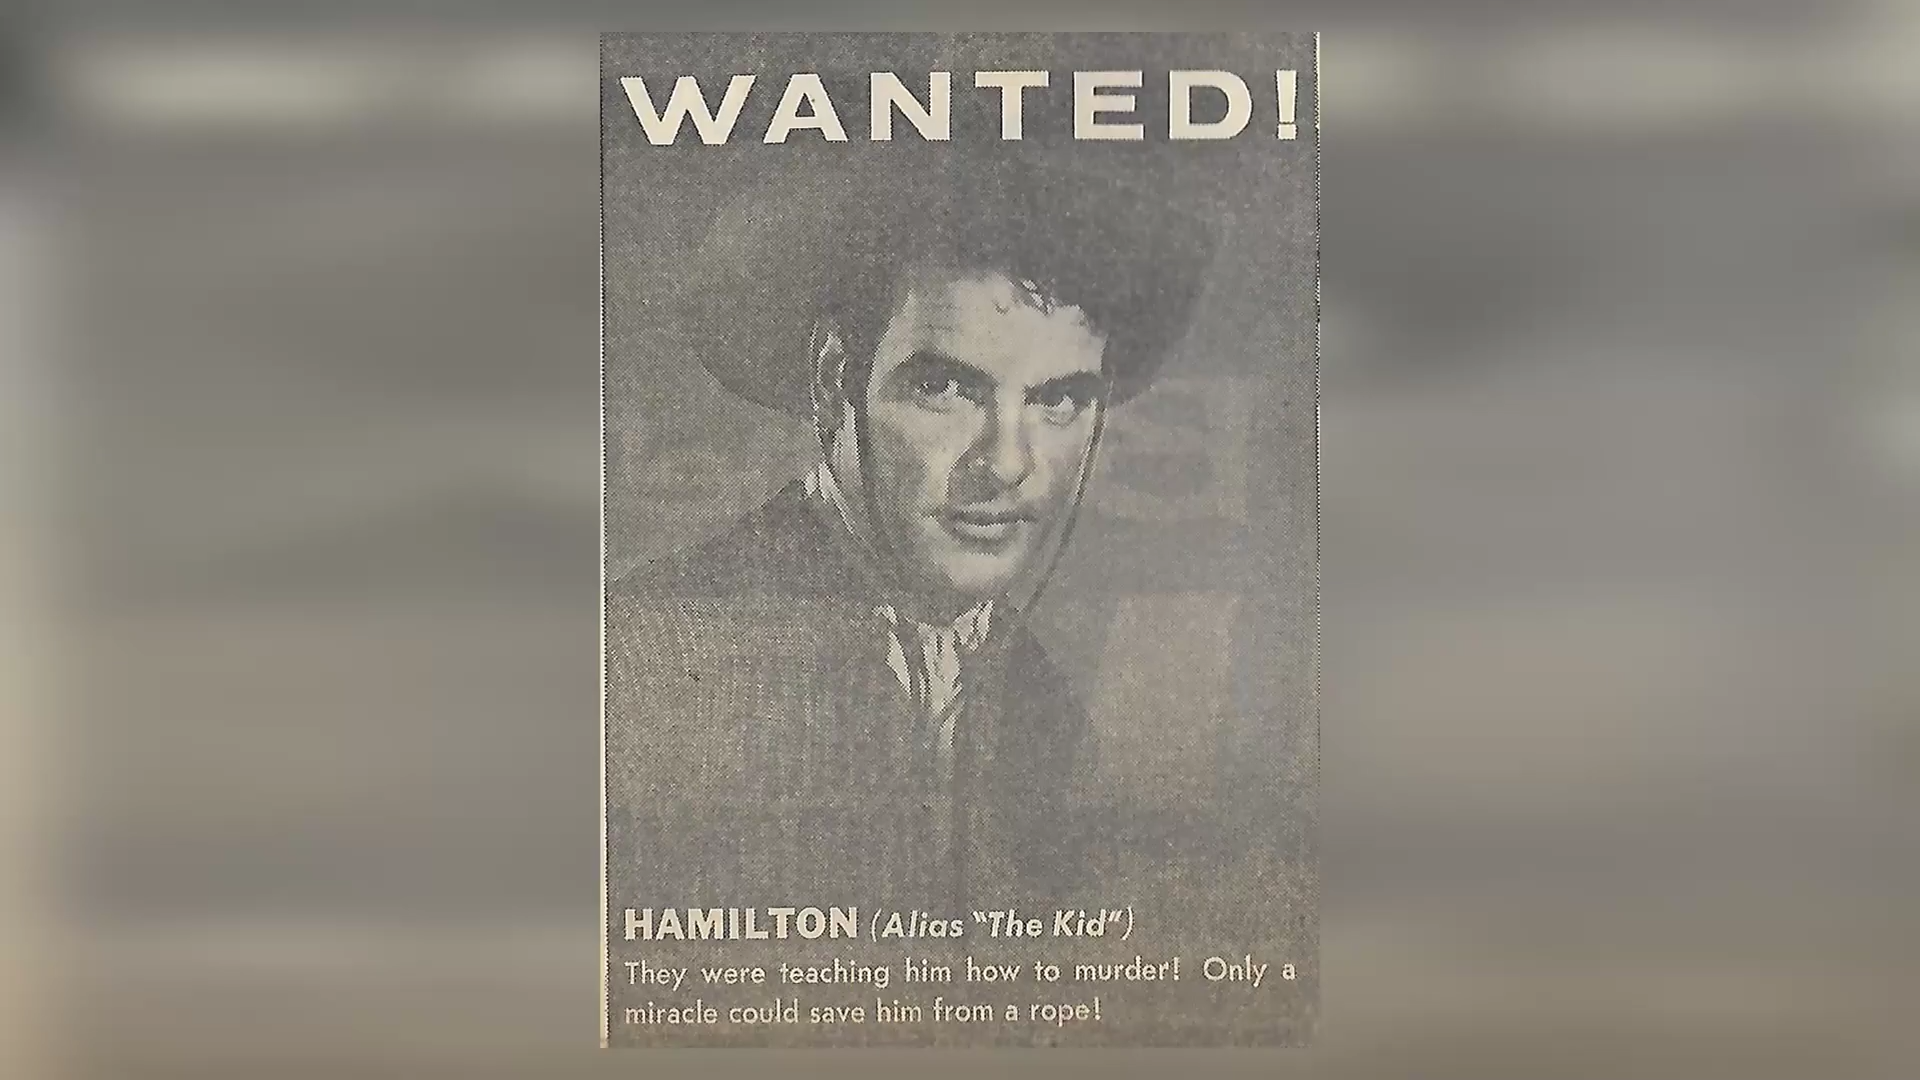 WANTED!
HAMILTON (Alias "The Kid")
They were teaching him how to murder! Only a
miracle could save him from a rope!